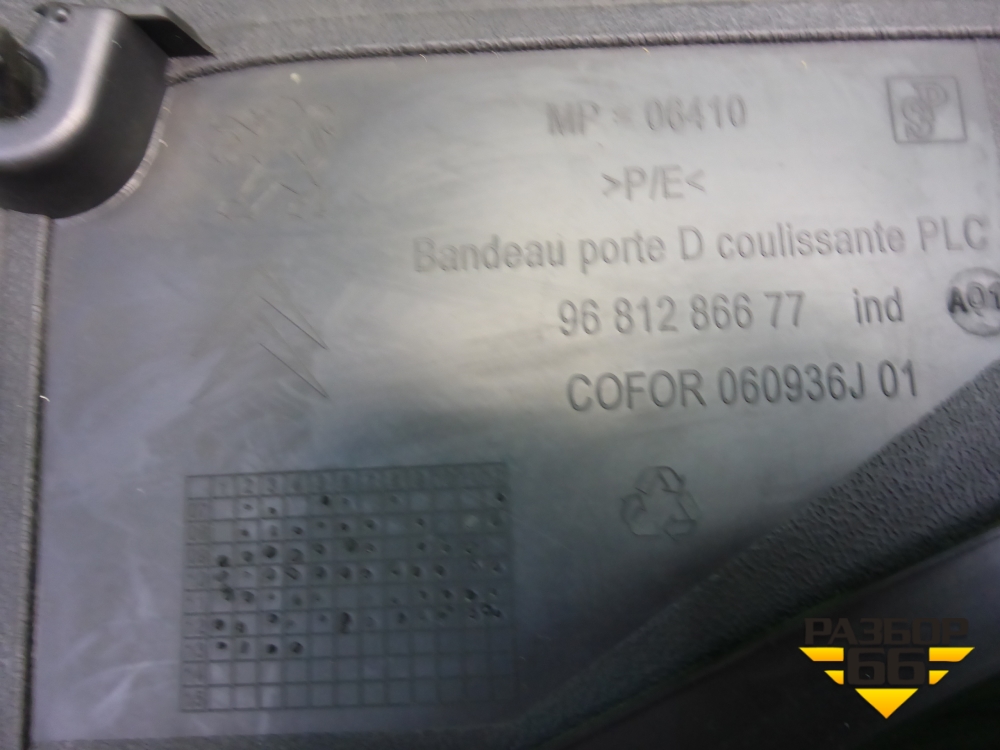 MP = 06410
>P/E<
Bandeau porte D coulissante PLC
96 812 866 77 ind
COFOR 060936J 01
РАЗБОР
66